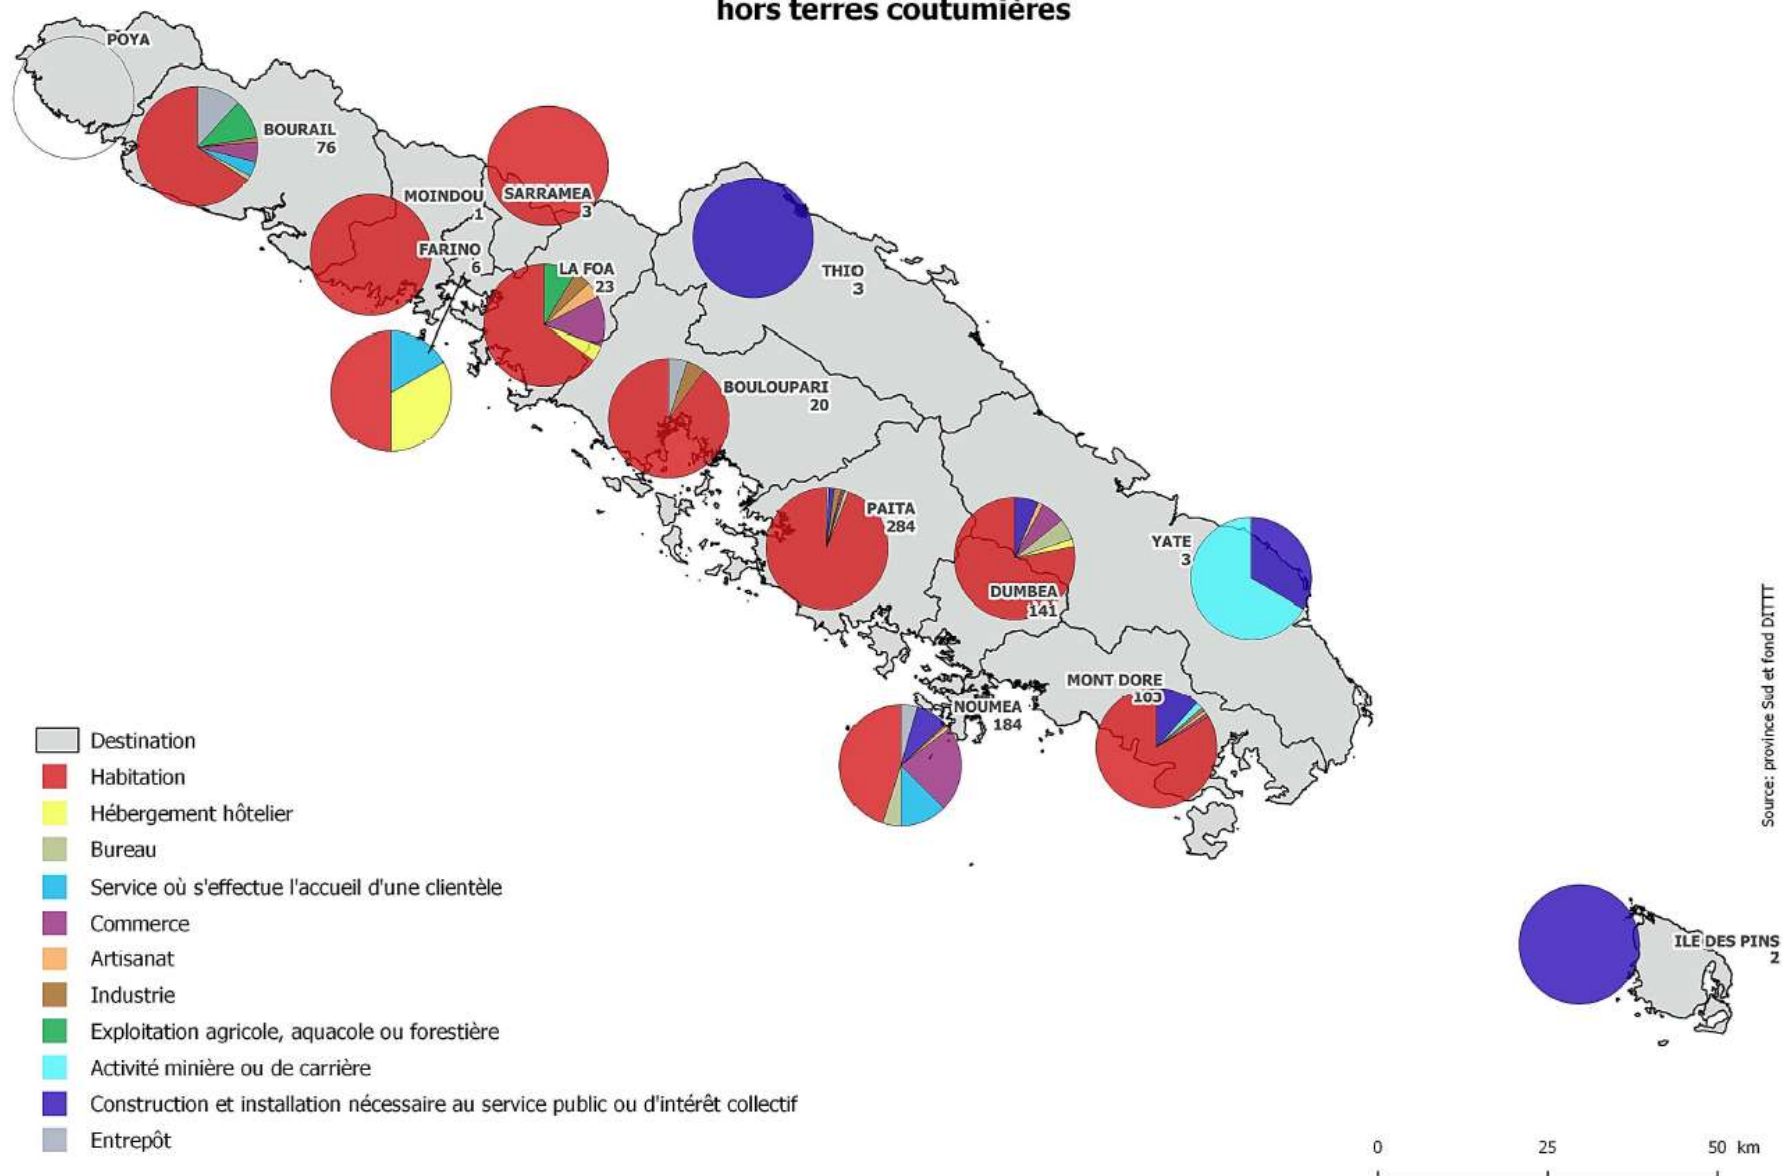 hors terres coutumières
POYA
BOURAIL
76
MOINDOU
1
SARRAMEA
3
FARINO
6
LA FOA
23
THIO
3
BOULOUPARI
20
PAITA
284
DUMBEA
141
YATE
3
MONT DORE
NOUMEA
184
ILE DES PINS
2
Destination
Habitation
Hébergement hôtelier
Bureau
Service où s'effectue l'accueil d'une clientèle
Commerce
Artisanat
Industrie
Exploitation agricole, aquacole ou forestière
Activité minière ou de carrière
Construction et installation nécessaire au service public ou d'intérêt collectif
Entrepôt
Source: province Sud et fond DITTT
0 25 50 km